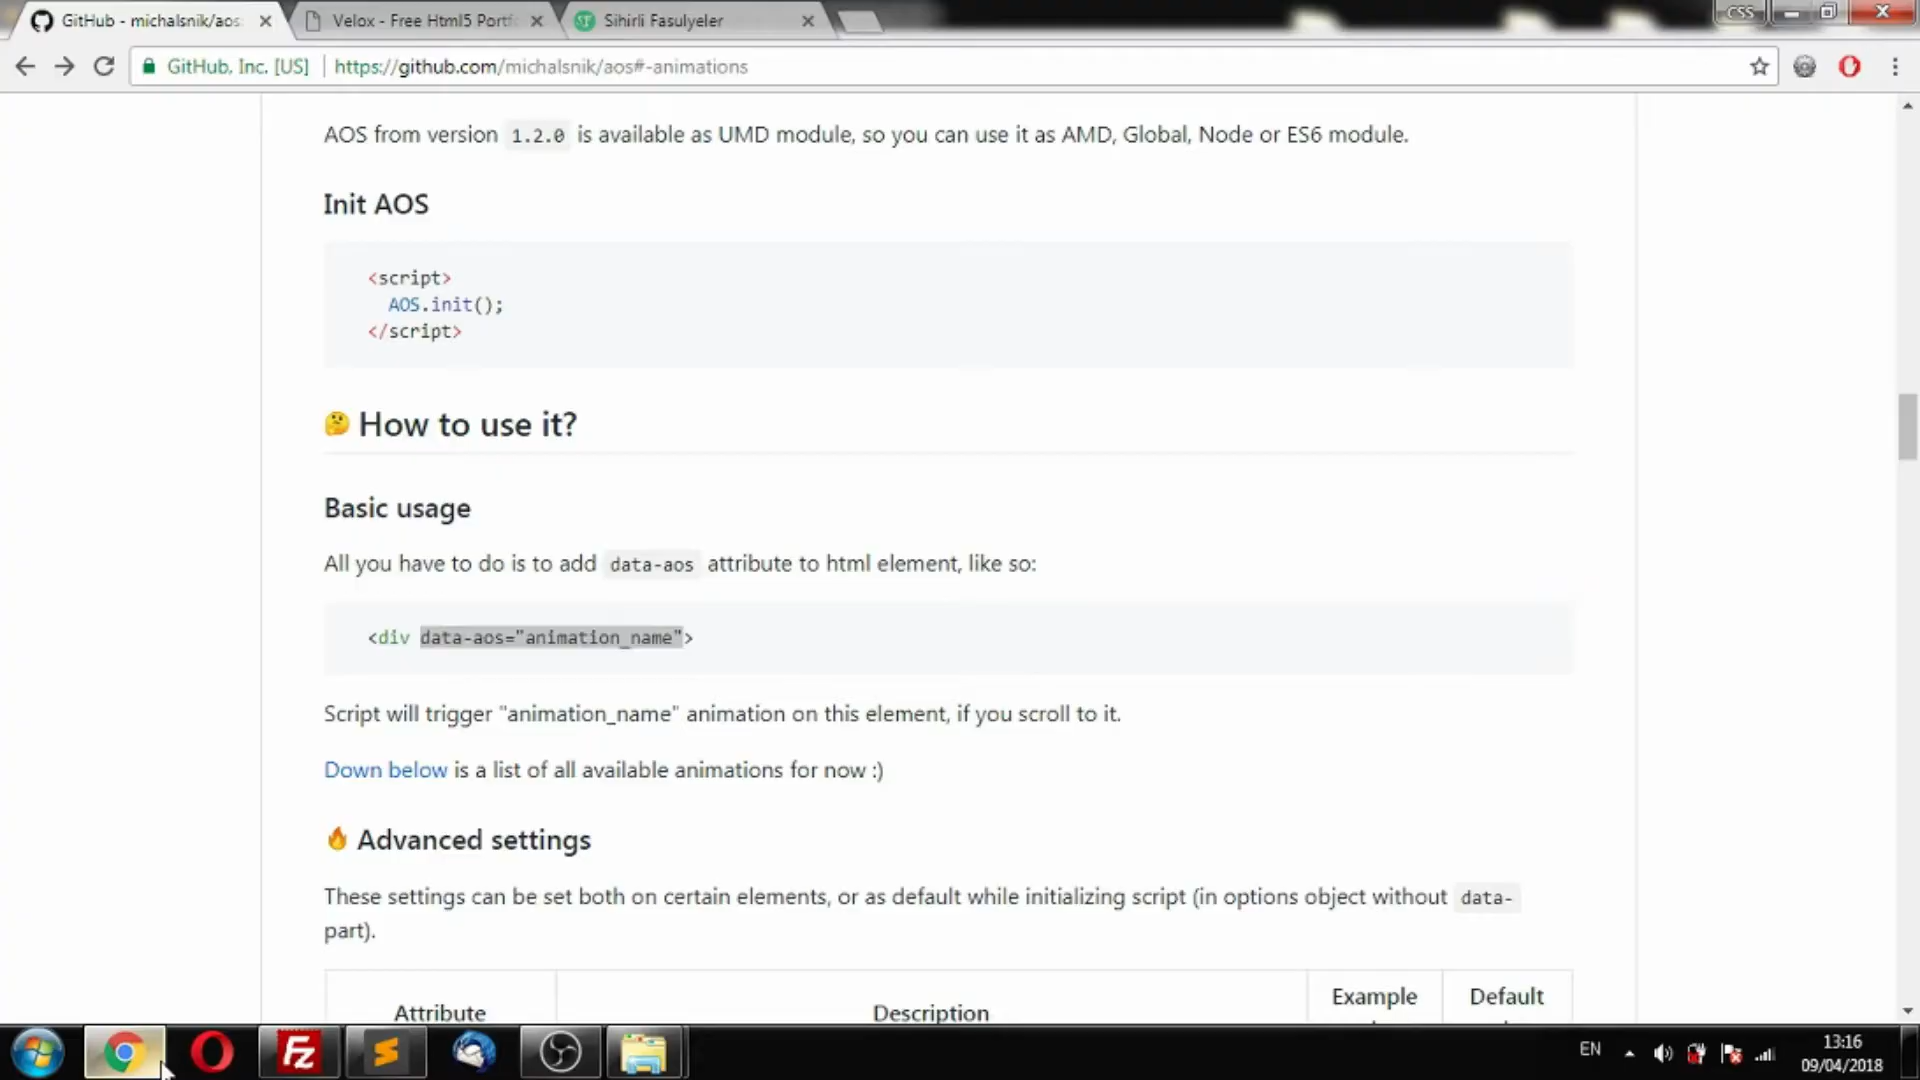 GitHub - michalsnik/aos:
Velox - Free Html5 Portf
Sihirli Fasulyeler
CSS
GitHub, Inc. [US]
https://github.com/michalsnik/aos#-animations
AOS from version 1.2.0 is available as UMD module, so you can use it as AMD, Global, Node or ES6 module.
Init AOS
<script>
AOS.init();
</script>
🤔 How to use it?
Basic usage
All you have to do is to add data-aos attribute to html element, like so:
<div data-aos="animation_name">
Script will trigger "animation_name" animation on this element, if you scroll to it.
Down below is a list of all available animations for now :)
🔥 Advanced settings
These settings can be set both on certain elements, or as default while initializing script (in options object without data-
part).
Attribute
Description
Example
Default
EN
13:16
09/04/2018